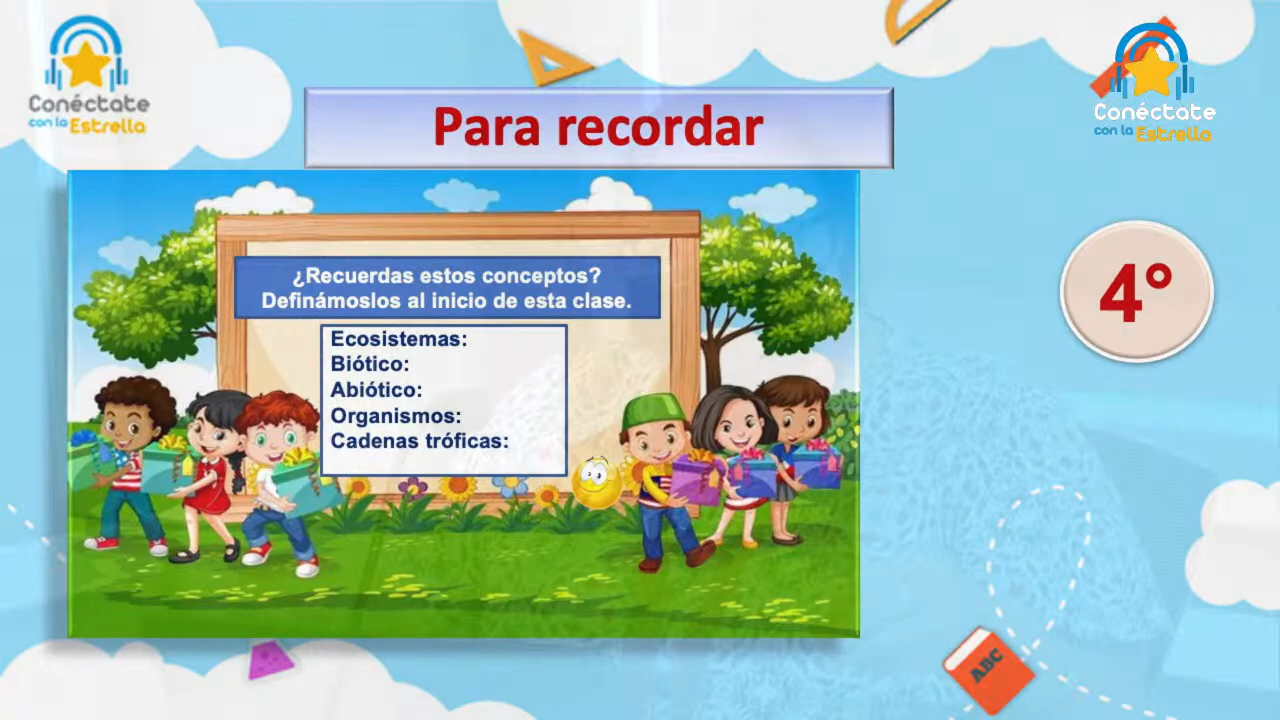 Conéctate
con la Estrella
Para recordar
Conéctate
con la Estrella
¿Recuerdas estos conceptos?
Definámoslos al inicio de esta clase.
Ecosistemas:
Biótico:
Abiótico:
Organismos:
Cadenas tróficas:
4°
ABC